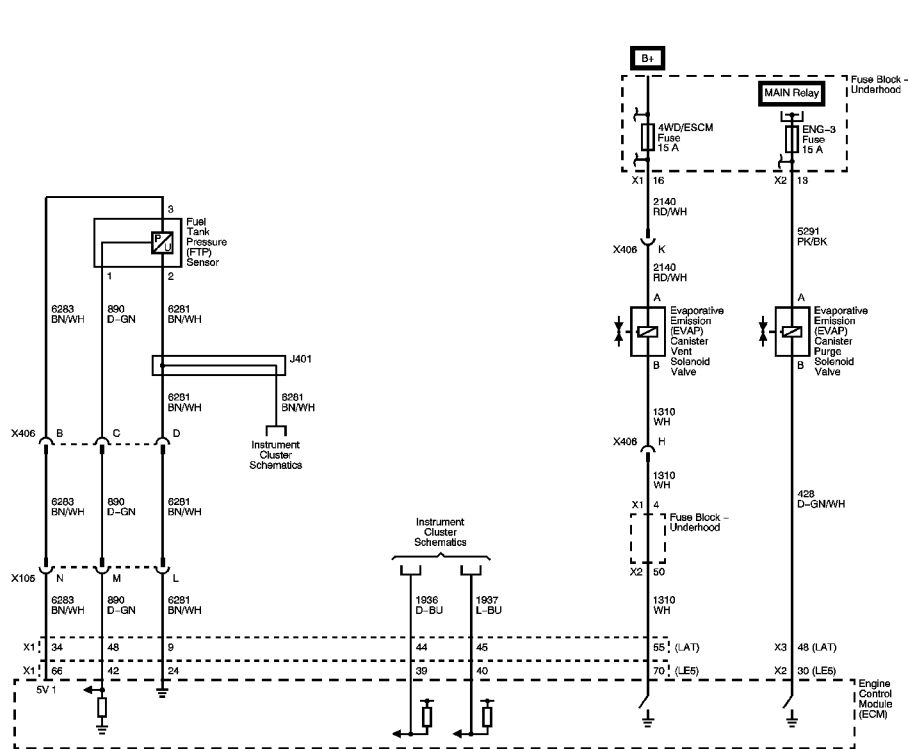 B+
Fuse Block –
Underhood
MAIN Relay
4WD/ESCM
Fuse
15 A
ENG–3
Fuse
15 A
X1 16
X2 13
2140
RD/WH
5291
PK/BK
3
Fuel
Tank
Pressure
(FTP)
Sensor
P
U
1
2
X406 K
2140
RD/WH
A
A
6283
BN/WH
890
D–GN
6281
BN/WH
Evaporative
Emission
(EVAP)
Canister
Vent
Solenoid
Valve
Evaporative
Emission
(EVAP)
Canister
Purge
Solenoid
Valve
B
B
J401
6281
BN/WH
6281
BN/WH
Instrument
Cluster
Schematics
X406 B C D
1310
WH
X406 H
1310
WH
X1 4
Fuse Block –
Underhood
X2 50
428
D–GN/WH
6283
BN/WH
890
D–GN
6281
BN/WH
Instrument
Cluster
Schematics
X105 N M L
6283
BN/WH
890
D–GN
6281
BN/WH
1936
D–BU
1937
L–BU
1310
WH
X1 34 48 9 44 45 55 (LAT) X3 48 (LAT)
X1 66 42 24 39 40 70 (LE5) X2 30 (LE5)
5V 1
Engine
Control
Module
(ECM)